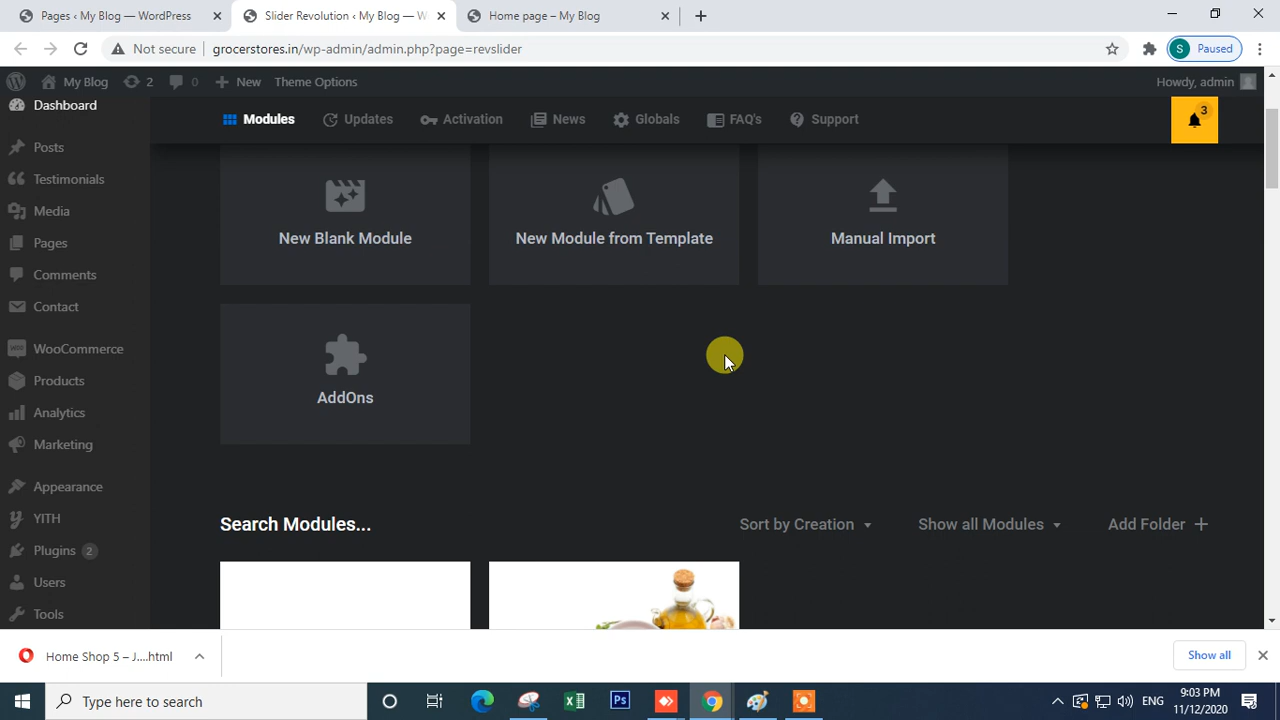 Pages ‹ My Blog — WordPress
Slider Revolution ‹ My Blog — W
Home page – My Blog
Not secure
grocerstores.in/wp-admin/admin.php?page=revslider
S
Paused
My Blog
2
0
New
Theme Options
Howdy, admin
Dashboard
Posts
Testimonials
Media
Pages
Comments
Contact
WooCommerce
Products
Analytics
Marketing
Appearance
YITH
Plugins 2
Users
Tools
Modules
Updates
Activation
News
Globals
FAQ's
Support
3
New Blank Module
New Module from Template
Manual Import
AddOns
Search Modules...
Sort by Creation
Show all Modules
Add Folder
Home Shop 5 – J....html
Show all
Type here to search
Ps
ENG
9:03 PM
11/12/2020